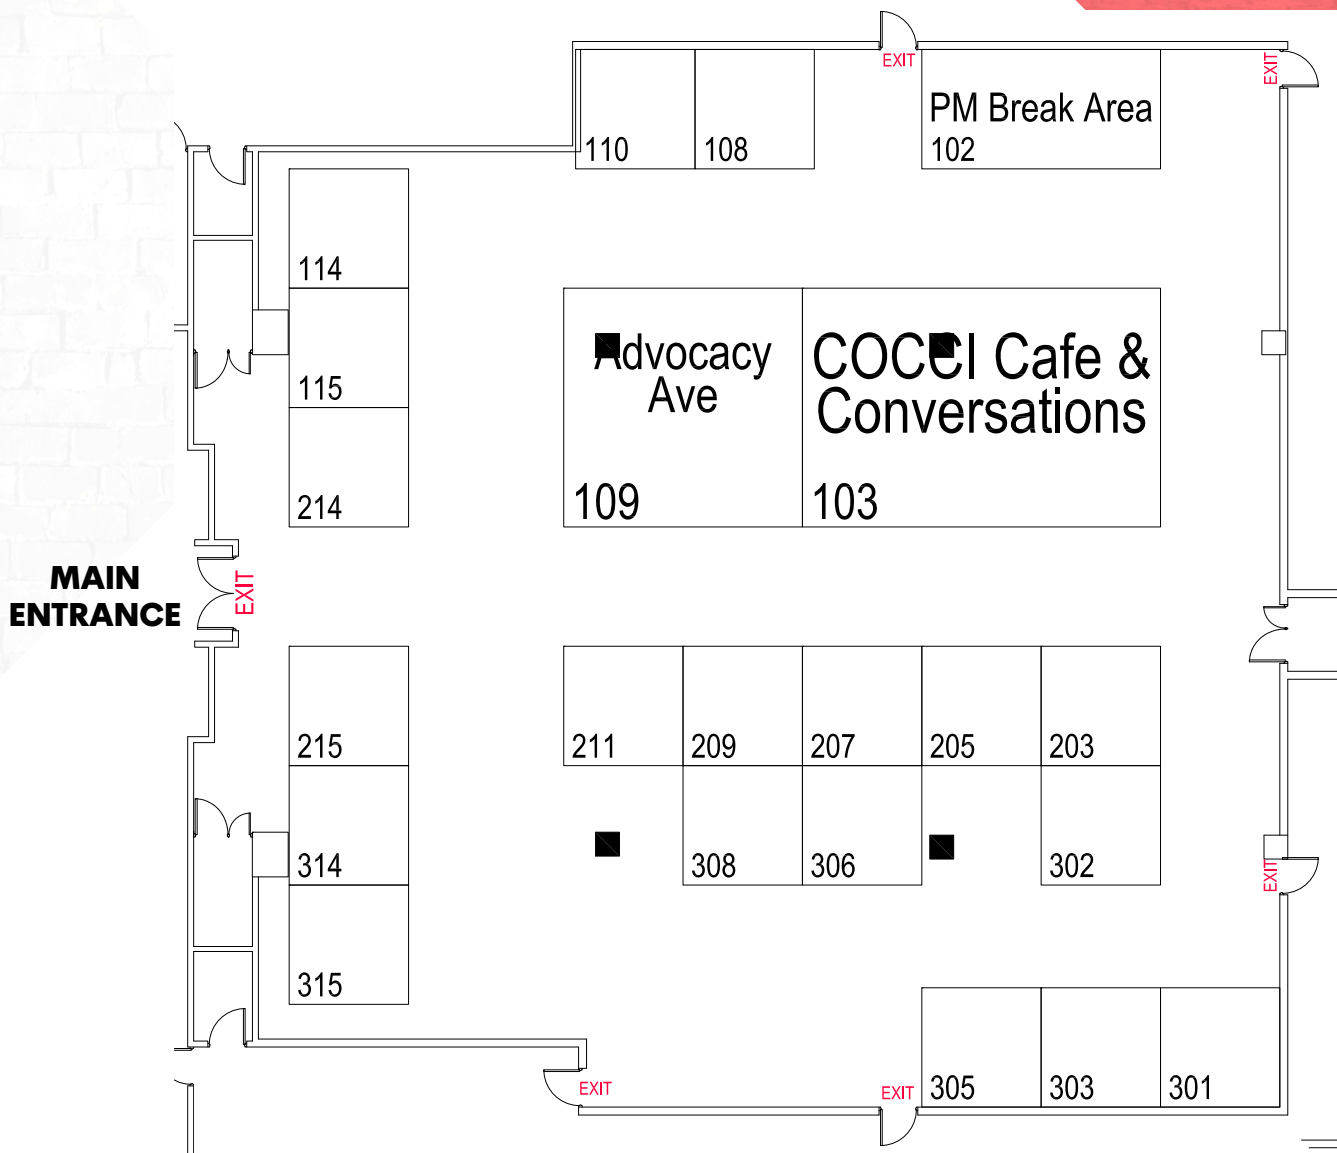 EXIT
EXIT
PM Break Area
110
108
102
114
115
214
Advocacy
Ave
109
COCCI Cafe &
Conversations
103
MAIN
ENTRANCE
EXIT
215
211
209
207
205
203
314
308
306
302
EXIT
315
EXIT
EXIT
305
303
301